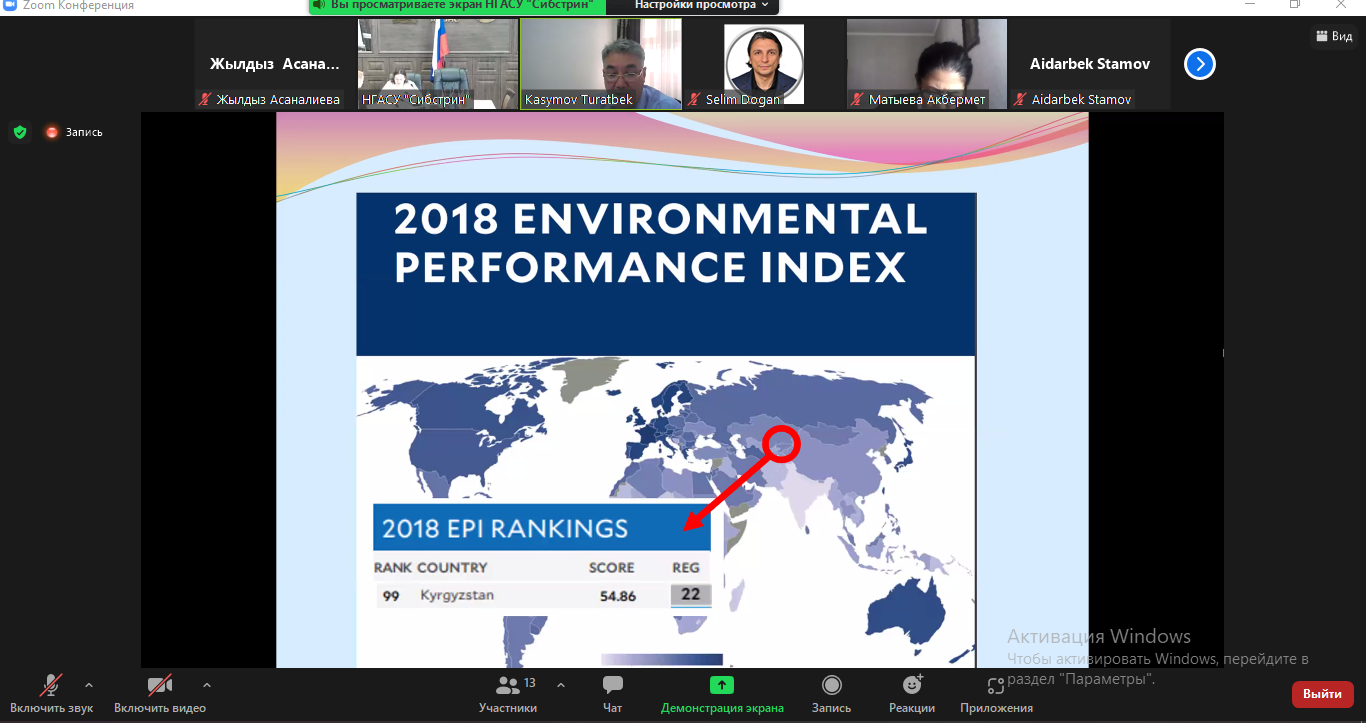 Zoom Конференция
Вы просматриваете экран НГАСУ "Сибстрин"
Настройки просмотра
Вид
Жылдыз Асана...
Aidarbek Stamov
Жылдыз Асаналиева
НГАСУ "Сибстрин"
Kasymov Turatbek
Selim Dogan
Матыева Акбермет
Aidarbek Stamov
Запись
2018 ENVIRONMENTAL
PERFORMANCE INDEX
2018 EPI RANKINGS
RANK COUNTRY SCORE REG
99 Kyrgyzstan 54.86 22
Активация Windows
Чтобы активировать Windows, перейдите в
раздел "Параметры".
Включить звук
Включить видео
13
Участники
Чат
Демонстрация экрана
Запись
Реакции
Приложения
Выйти